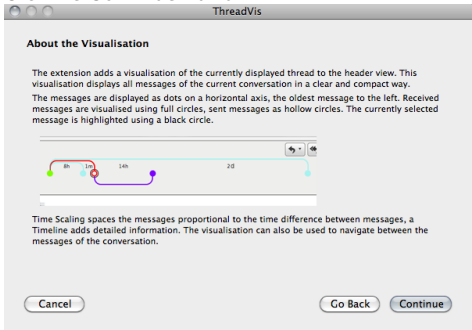 ThreadVis
About the Visualisation
The extension adds a visualisation of the currently displayed thread to the header view. This
visualisation displays all messages of the current conversation in a clear and compact way.
The messages are displayed as dots on a horizontal axis, the oldest message to the left. Received
messages are visualised using full circles, sent messages as hollow circles. The currently selected
message is highlighted using a black circle.
8h 1m 14h 2d
Time Scaling spaces the messages proportional to the time difference between messages, a
Timeline adds detailed information. The visualisation can also be used to navigate between the
messages of the conversation.
Cancel Go Back Continue